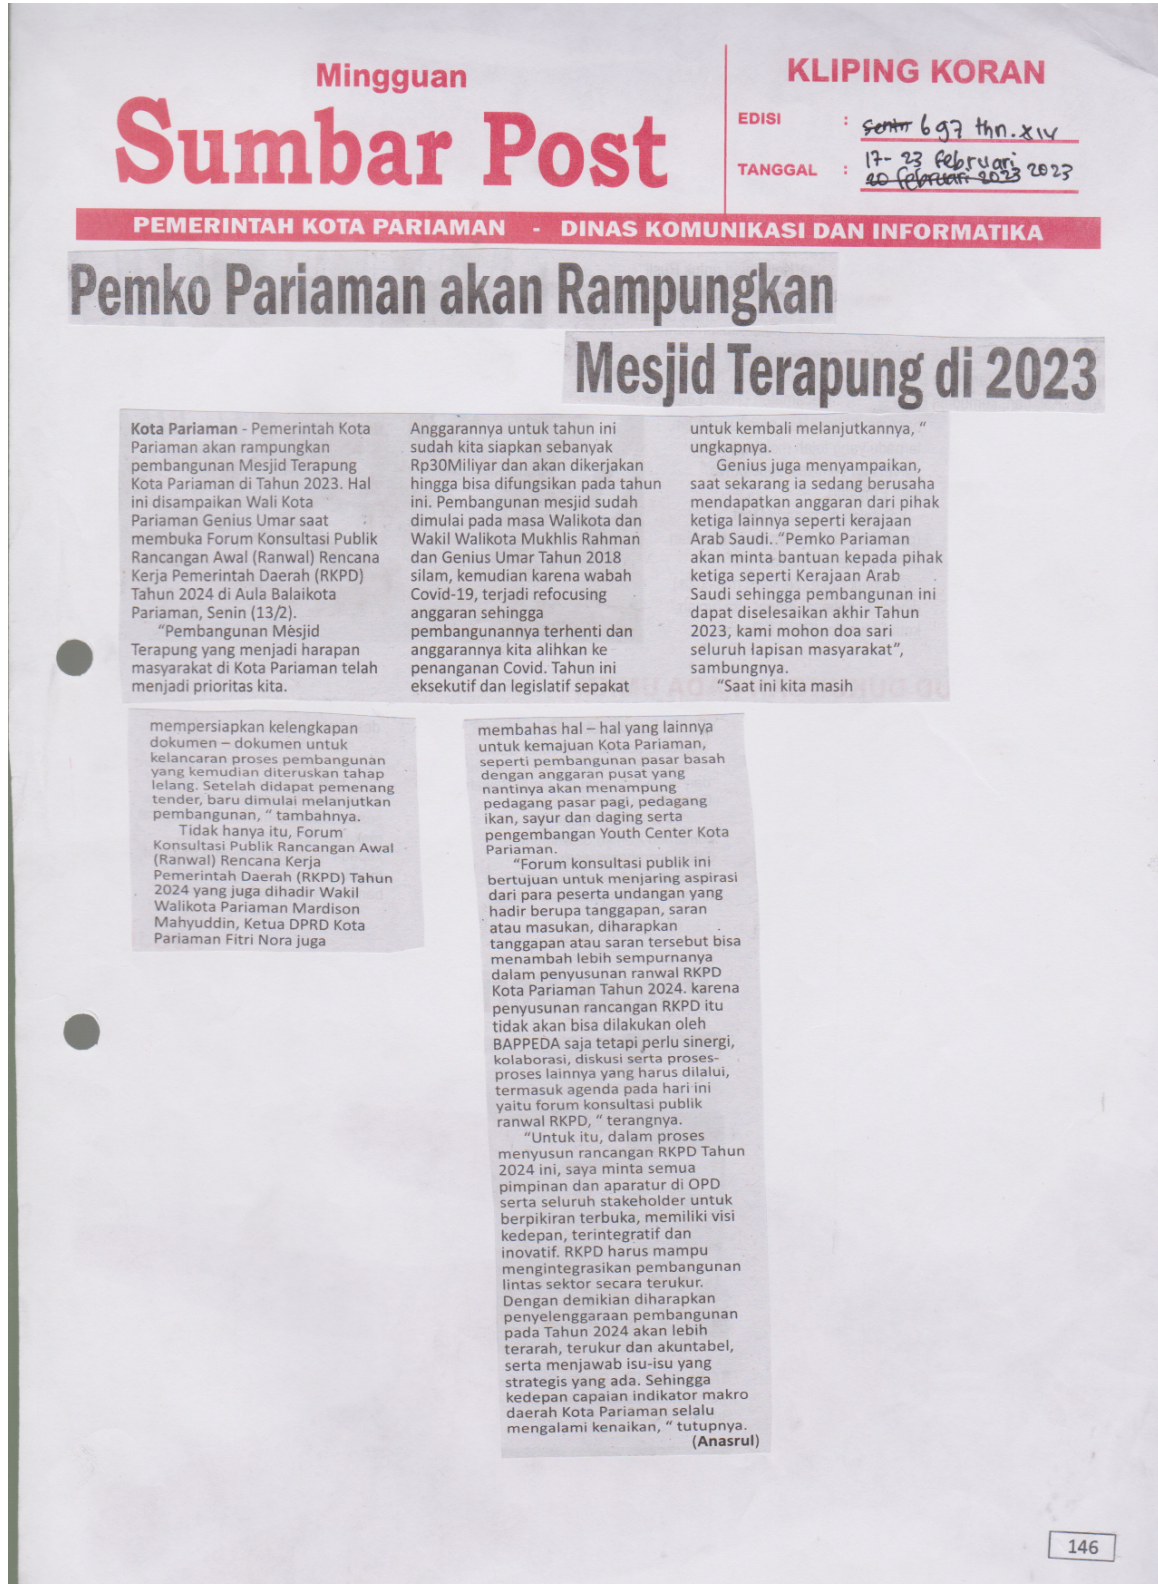 Mingguan
Sumbar Post
KLIPING KORAN
EDISI : Senin 697 thn.XIV
TANGGAL : 17-23 Februari 2023
20 Februari 2023
PEMERINTAH KOTA PARIAMAN - DINAS KOMUNIKASI DAN INFORMATIKA
Pemko Pariaman akan Rampungkan
Mesjid Terapung di 2023
Kota Pariaman - Pemerintah Kota
Pariaman akan rampungkan
pembangunan Mesjid Terapung
Kota Pariaman di Tahun 2023. Hal
ini disampaikan Wali Kota
Pariaman Genius Umar saat
membuka Forum Konsultasi Publik
Rancangan Awal (Ranwal) Rencana
Kerja Pemerintah Daerah (RKPD)
Tahun 2024 di Aula Balaikota
Pariaman, Senin (13/2).
"Pembangunan Mesjid
Terapung yang menjadi harapan
masyarakat di Kota Pariaman telah
menjadi prioritas kita.
Anggarannya untuk tahun ini
sudah kita siapkan sebanyak
Rp30Miliyar dan akan dikerjakan
hingga bisa difungsikan pada tahun
ini. Pembangunan mesjid sudah
dimulai pada masa Walikota dan
Wakil Walikota Mukhlis Rahman
dan Genius Umar Tahun 2018
silam, kemudian karena wabah
Covid-19, terjadi refocusing
anggaran sehingga
pembangunannya terhenti dan
anggarannya kita alihkan ke
penanganan Covid. Tahun ini
eksekutif dan legislatif sepakat
untuk kembali melanjutkannya, "
ungkapnya.
Genius juga menyampaikan,
saat sekarang ia sedang berusaha
mendapatkan anggaran dari pihak
ketiga lainnya seperti kerajaan
Arab Saudi. "Pemko Pariaman
akan minta bantuan kepada pihak
ketiga seperti Kerajaan Arab
Saudi sehingga pembangunan ini
dapat diselesaikan akhir Tahun
2023, kami mohon doa sari
seluruh lapisan masyarakat",
sambungnya.
"Saat ini kita masih
mempersiapkan kelengkapan
dokumen – dokumen untuk
kelancaran proses pembangunan
yang kemudian diteruskan tahap
lelang. Setelah didapat pemenang
tender, baru dimulai melanjutkan
pembangunan, " tambahnya.
Tidak hanya itu, Forum
Konsultasi Publik Rancangan Awal
(Ranwal) Rencana Kerja
Pemerintah Daerah (RKPD) Tahun
2024 yang juga dihadir Wakil
Walikota Pariaman Mardison
Mahyuddin, Ketua DPRD Kota
Pariaman Fitri Nora juga
membahas hal – hal yang lainnya
untuk kemajuan Kota Pariaman,
seperti pembangunan pasar basah
dengan anggaran pusat yang
nantinya akan menampung
pedagang pasar pagi, pedagang
ikan, sayur dan daging serta
pengembangan Youth Center Kota
Pariaman.
"Forum konsultasi publik ini
bertujuan untuk menjaring aspirasi
dari para peserta undangan yang
hadir berupa tanggapan, saran
atau masukan, diharapkan
tanggapan atau saran tersebut bisa
menambah lebih sempurnanya
dalam penyusunan ranwal RKPD
Kota Pariaman Tahun 2024. karena
penyusunan rancangan RKPD itu
tidak akan bisa dilakukan oleh
BAPPEDA saja tetapi perlu sinergi,
kolaborasi, diskusi serta proses-
proses lainnya yang harus dilalui,
termasuk agenda pada hari ini
yaitu forum konsultasi publik
ranwal RKPD, " terangnya.
"Untuk itu, dalam proses
menyusun rancangan RKPD Tahun
2024 ini, saya minta semua
pimpinan dan aparatur di OPD
serta seluruh stakeholder untuk
berpikiran terbuka, memiliki visi
kedepan, terintegratif dan
inovatif. RKPD harus mampu
mengintegrasikan pembangunan
lintas sektor secara terukur.
Dengan demikian diharapkan
penyelenggaraan pembangunan
pada Tahun 2024 akan lebih
terarah, terukur dan akuntabel,
serta menjawab isu-isu yang
strategis yang ada. Sehingga
kedepan capaian indikator makro
daerah Kota Pariaman selalu
mengalami kenaikan, " tutupnya.
(Anasrul)
146